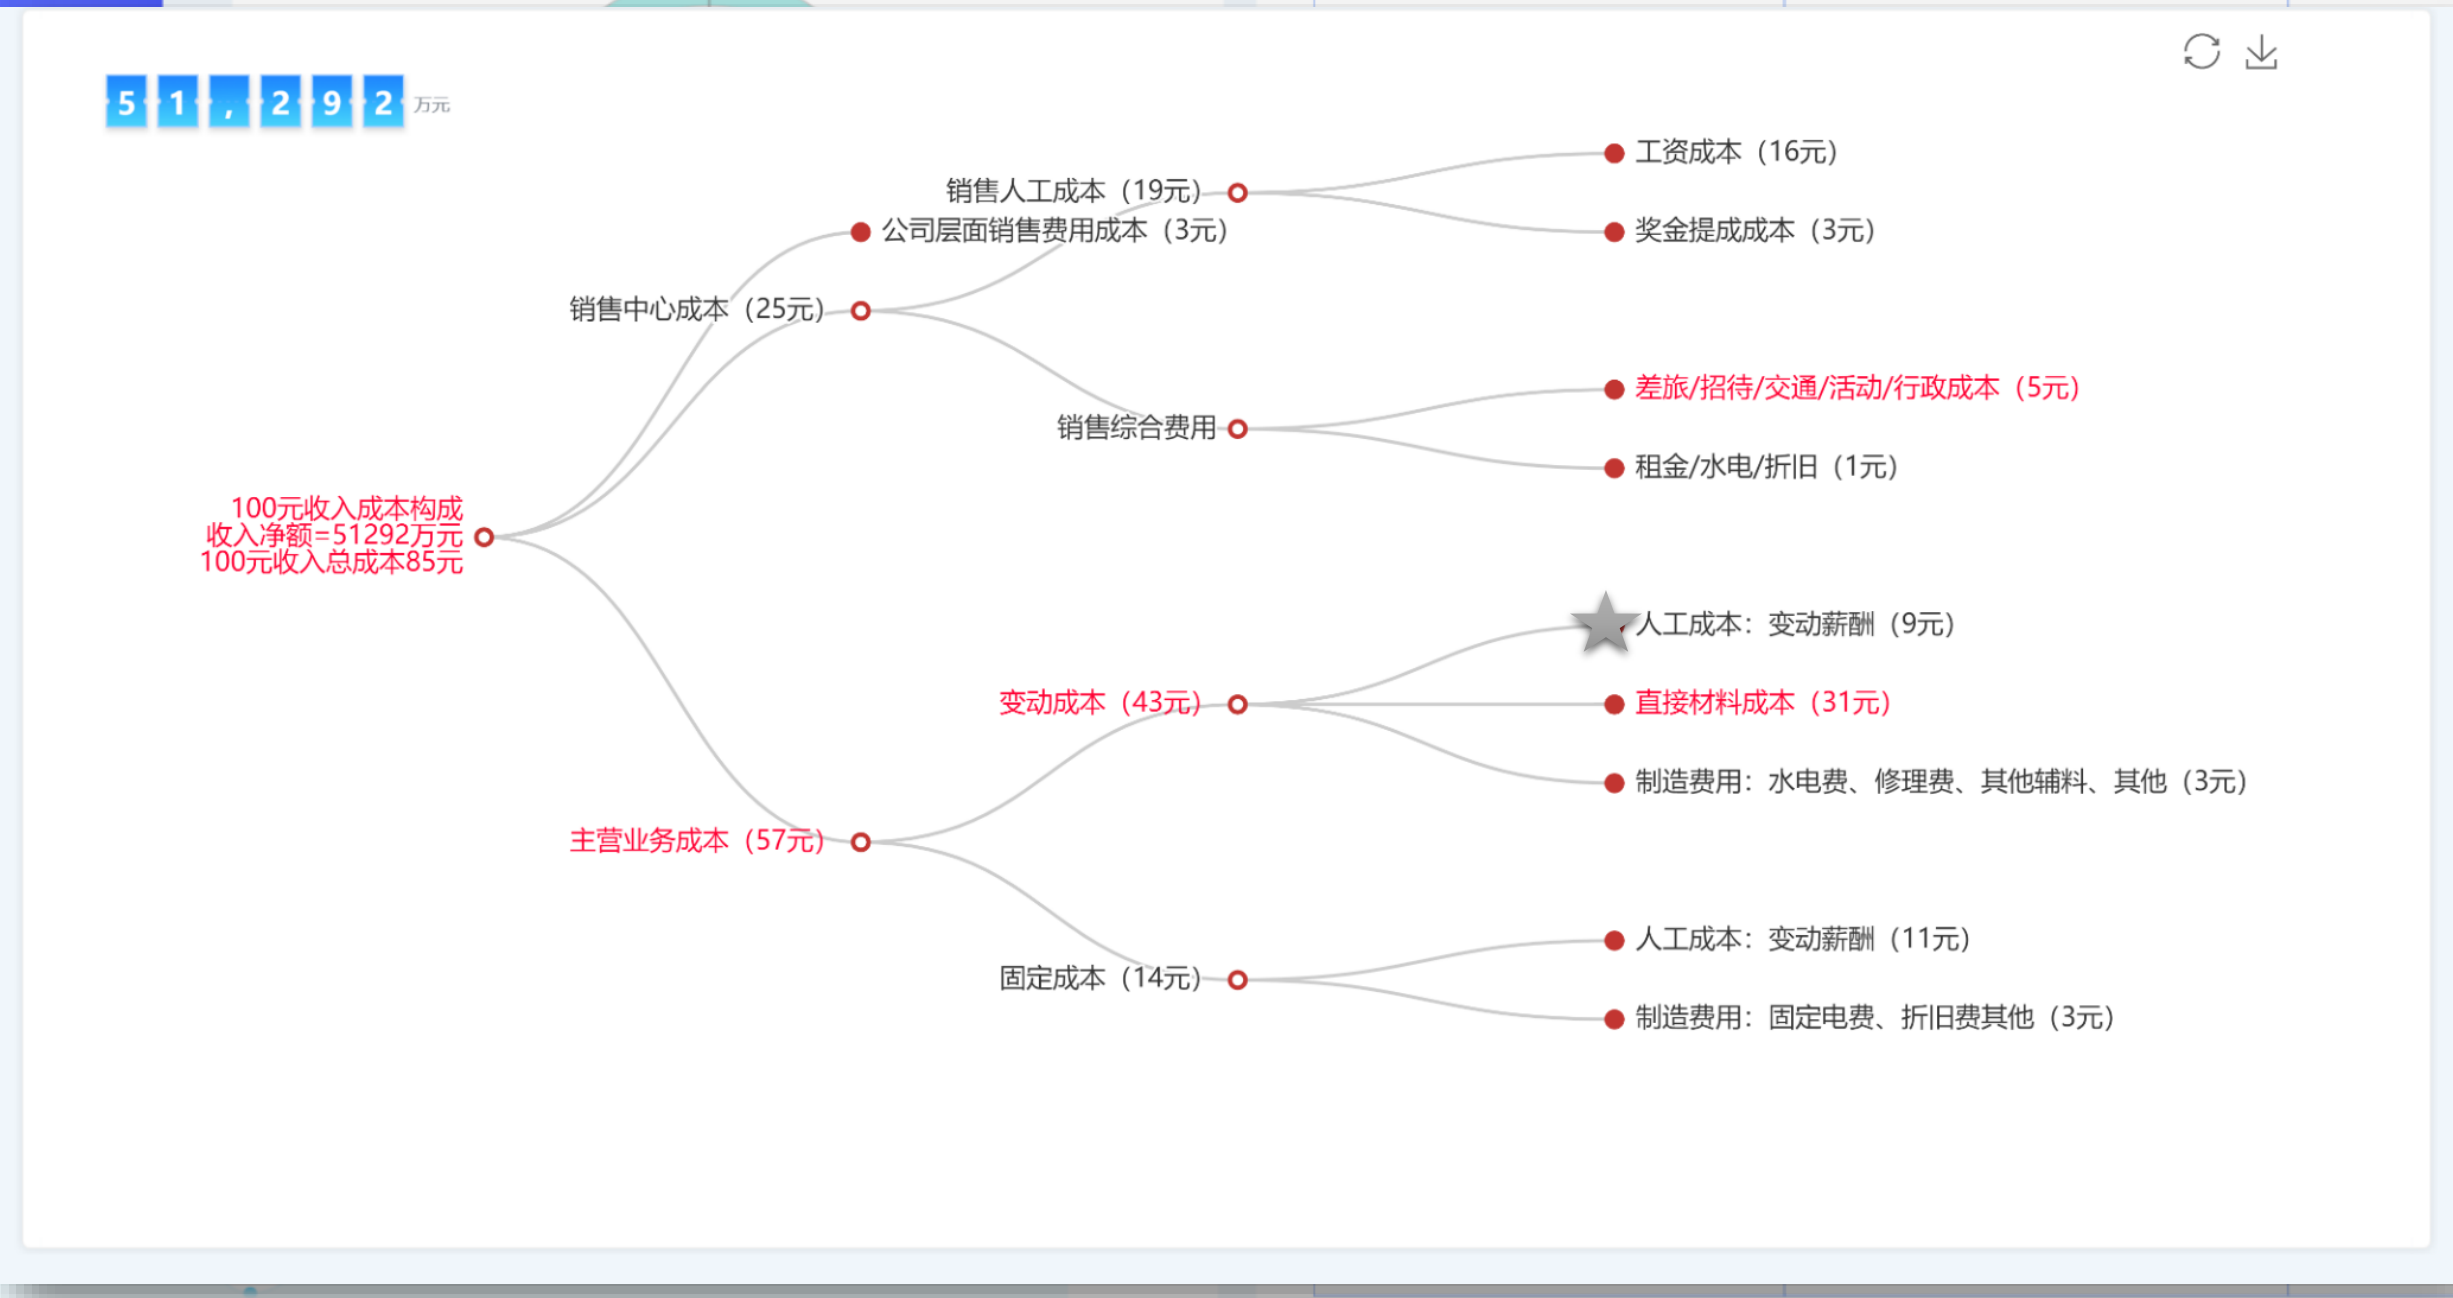 51,292 万元
工资成本（16元）
销售人工成本（19元）
公司层面销售费用成本（3元）
奖金提成成本（3元）
销售中心成本（25元）
差旅/招待/交通/活动/行政成本（5元）
销售综合费用
租金/水电/折旧（1元）
100元收入成本构成
收入净额=51292万元
100元收入总成本85元
人工成本：变动薪酬（9元）
变动成本（43元）
直接材料成本（31元）
制造费用：水电费、修理费、其他辅料、其他（3元）
主营业务成本（57元）
人工成本：变动薪酬（11元）
固定成本（14元）
制造费用：固定电费、折旧费其他（3元）